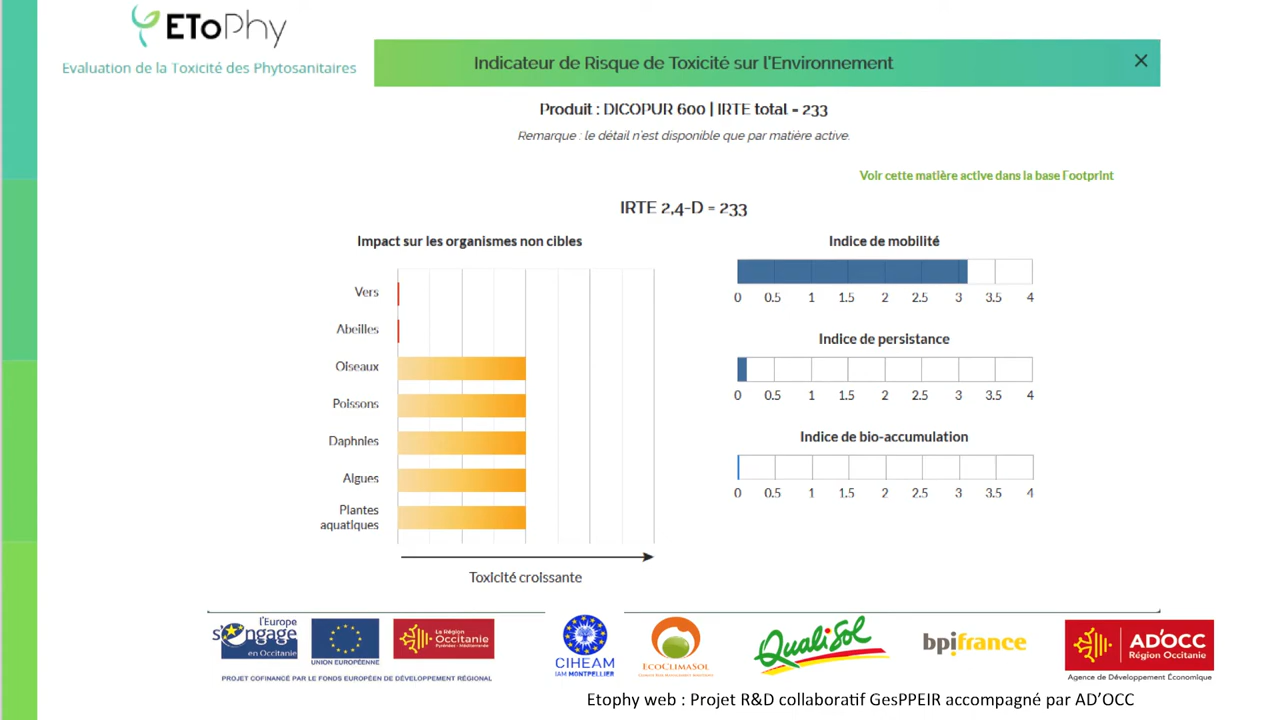 EToPhy
Evaluation de la Toxicité des Phytosanitaires
Indicateur de Risque de Toxicité sur l'Environnement
Produit : DICOPUR 600 | IRTE total = 233
Remarque : le détail n'est disponible que par matière active.
Voir cette matière active dans la base Footprint
IRTE 2,4-D = 233
Impact sur les organismes non cibles
Vers
Abeilles
Oiseaux
Poissons
Daphnies
Algues
Plantes
aquatiques
Toxicité croissante
Indice de mobilité
0 0.5 1 1.5 2 2.5 3 3.5 4
Indice de persistance
0 0.5 1 1.5 2 2.5 3 3.5 4
Indice de bio-accumulation
0 0.5 1 1.5 2 2.5 3 3.5 4
l'Europe
s'engage
en Occitanie
UNION EUROPÉENNE
La Région
Occitanie
Pyrénées - Méditerranée
PROJET COFINANCÉ PAR LE FONDS EUROPÉEN DE DÉVELOPPEMENT RÉGIONAL
CIHEAM
IAM MONTPELLIER
ECOCLIMASOL
QualiSol
bpifrance
AD'OCC
Région Occitanie
Agence de Développement Économique
Etophy web : Projet R&D collaboratif GesPPEIR accompagné par AD'OCC